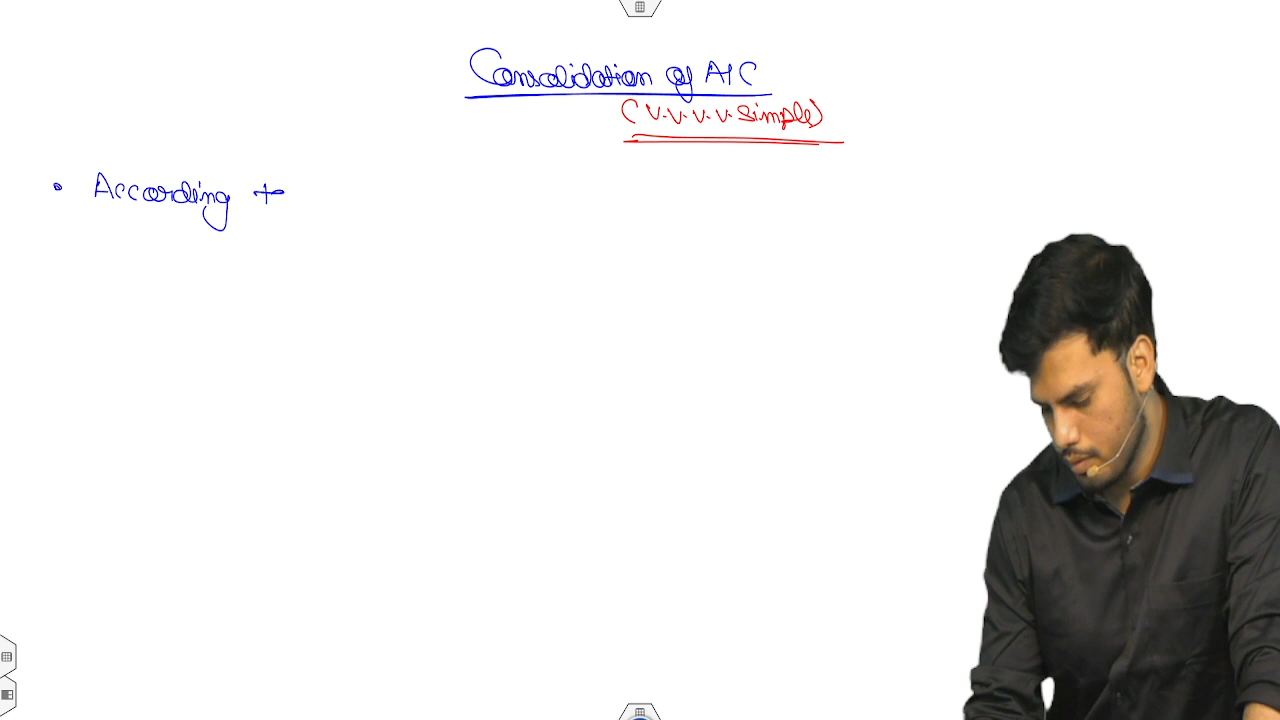 Consolidation of A/C
(V.V.V.V. Simple)
• According to